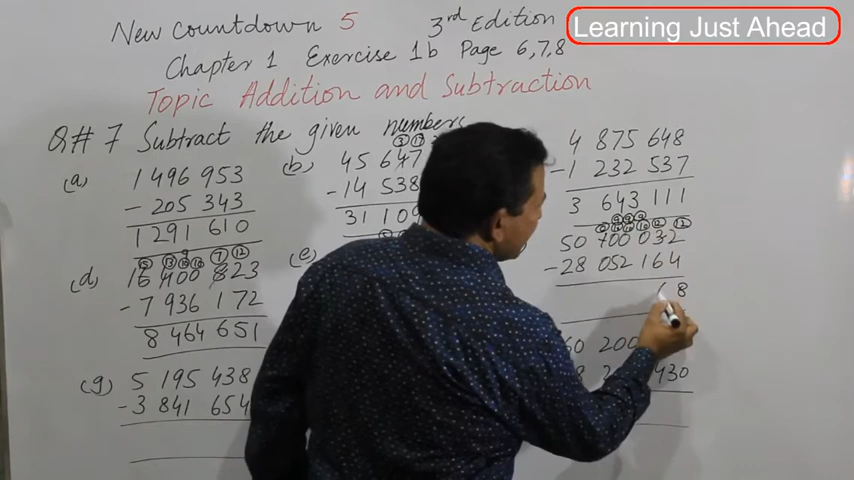 New Countdown 5 3rd Edition
Learning Just Ahead
Chapter 1 Exercise 1b Page 6,7,8
Topic Addition and Subtraction
Q# 7 Subtract the given numbers
(a) 1 496 953
- 205 343
1 291 610
(b) 45 647
- 14 538
31 10
4 875 648
- 1 232 537
3 643 111
(d) 16 400 823
- 7 936 172
8 464 651
(e)
50 700 032
- 28 052 164
8
(g) 5 195 438
- 3 841 654
60 200
430